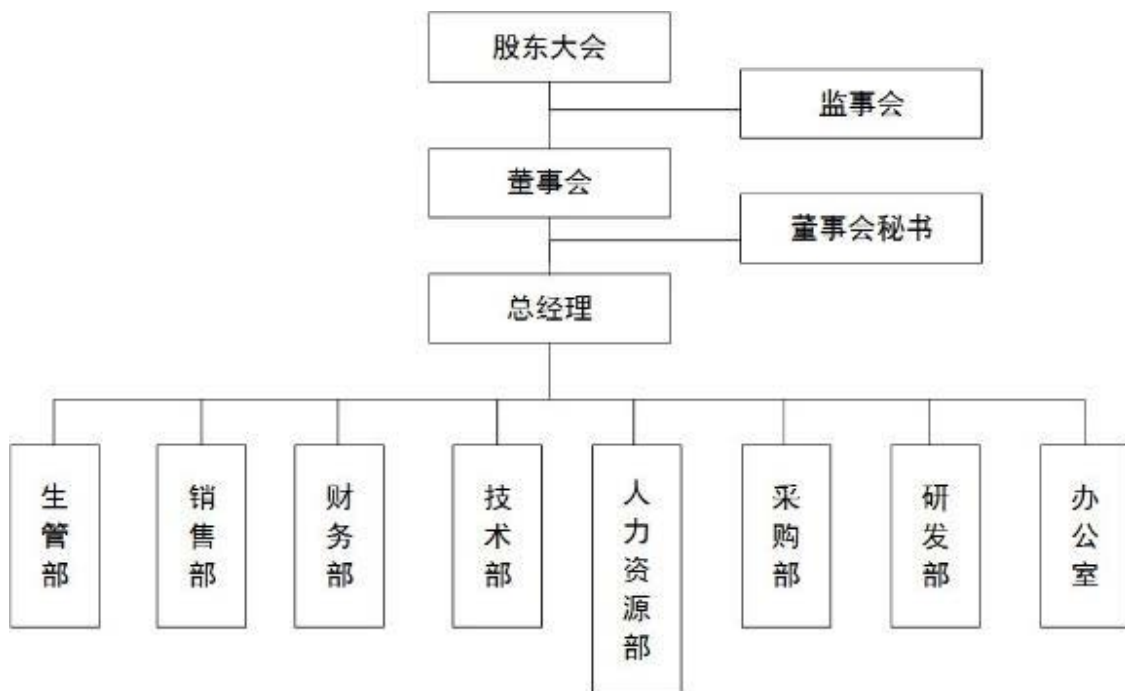 股东大会
监事会
董事会
董事会秘书
总经理
生管部
销售部
财务部
技术部
人力资源部
采购部
研发部
办公室